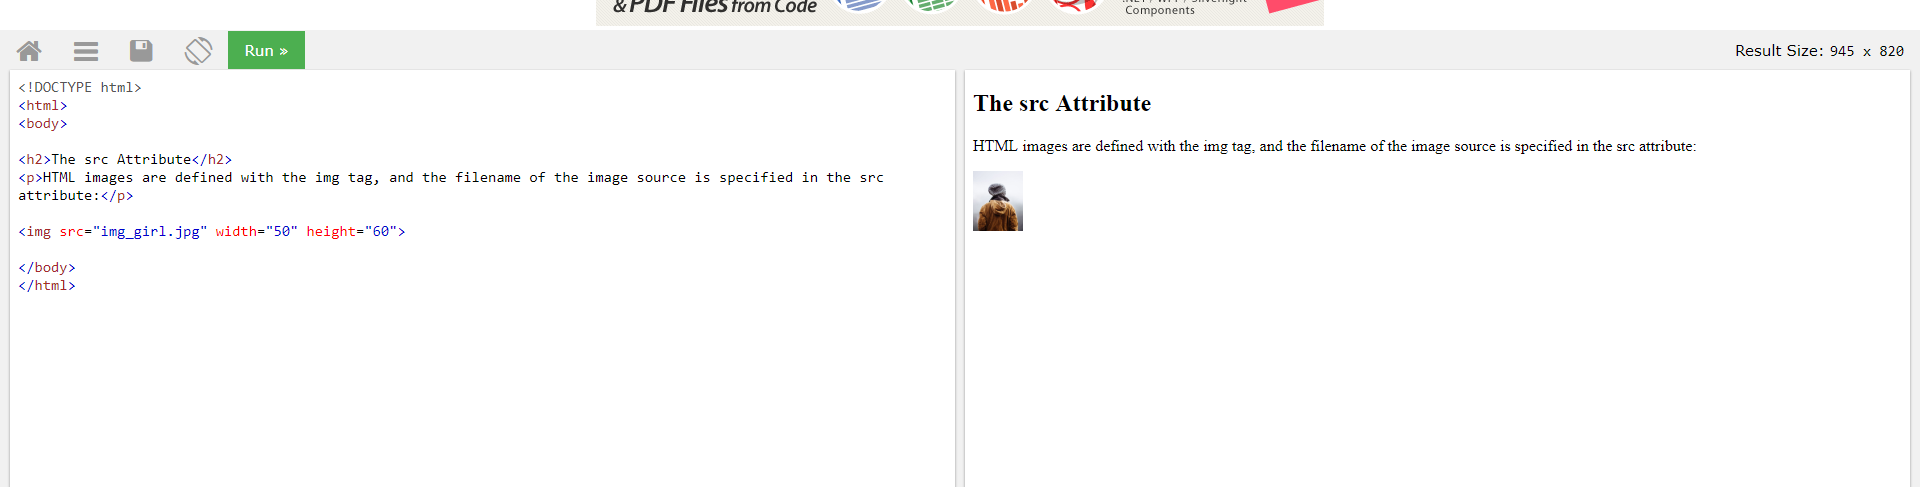 & PDF Files from Code
Components
Run »
Result Size: 945 x 820
<!DOCTYPE html>
<html>
<body>
<h2>The src Attribute</h2>
<p>HTML images are defined with the img tag, and the filename of the image source is specified in the src
attribute:</p>
<img src="img_girl.jpg" width="50" height="60">
</body>
</html>
The src Attribute
HTML images are defined with the img tag, and the filename of the image source is specified in the src attribute: